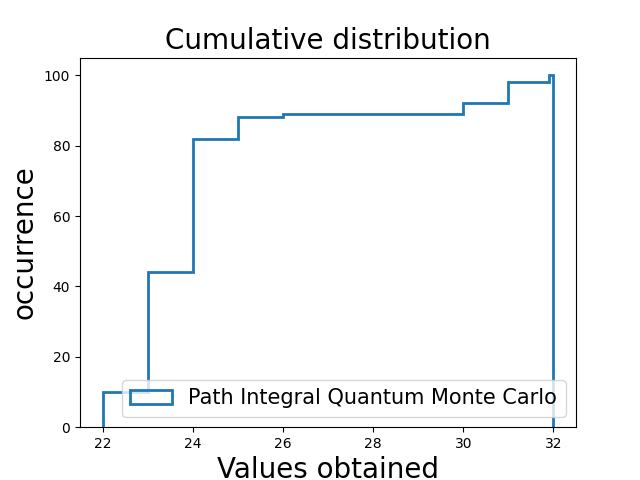 Cumulative distribution
100
80
60
40
20
0
occurrence
Path Integral Quantum Monte Carlo
22 24 26 28 30 32
Values obtained